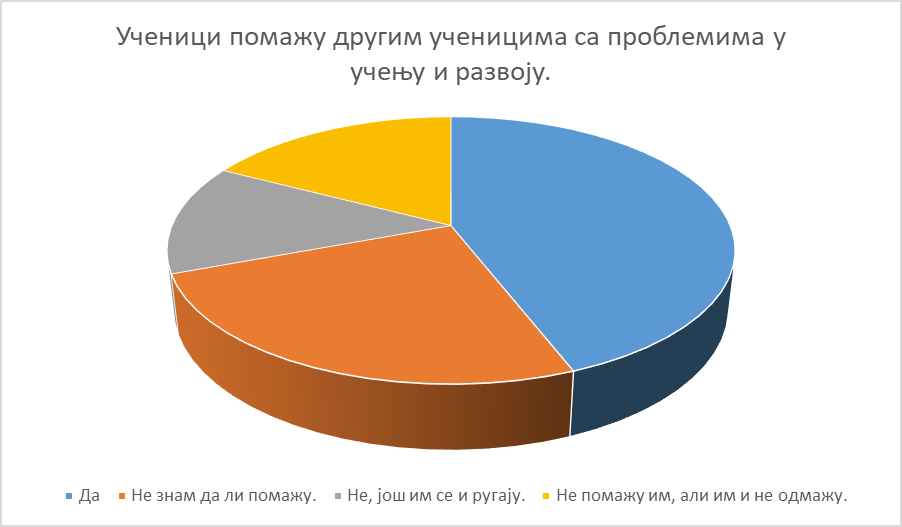 Ученици помажу другим ученицима са проблемима у
учењу и развоју.
Да Не знам да ли помажу. Не, још им се и ругају. Не помажу им, али им и не одмажу.